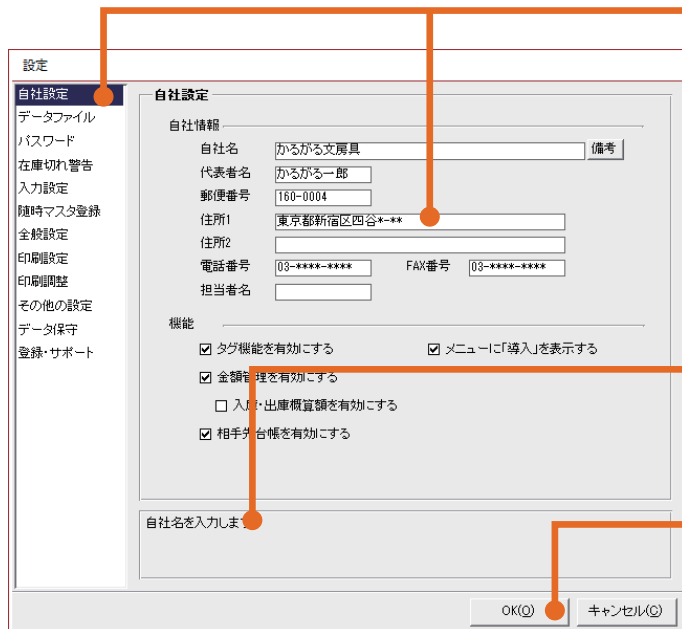 設定
自社設定
データファイル
パスワード
在庫切れ警告
入力設定
随時マスタ登録
全般設定
印刷設定
印刷調整
その他の設定
データ保守
登録・サポート
自社設定
自社情報
自社名 かるがる文房具 備考
代表者名 かるがる一郎
郵便番号 160-0004
住所1 東京都新宿区四谷*-**
住所2
電話番号 03-****-**** FAX番号 03-****-****
担当者名
機能
タグ機能を有効にする メニューに「導入」を表示する
金額管理を有効にする
入庫・出庫概算額を有効にする
相手先台帳を有効にする
自社名を入力します
OK(O) キャンセル(C)